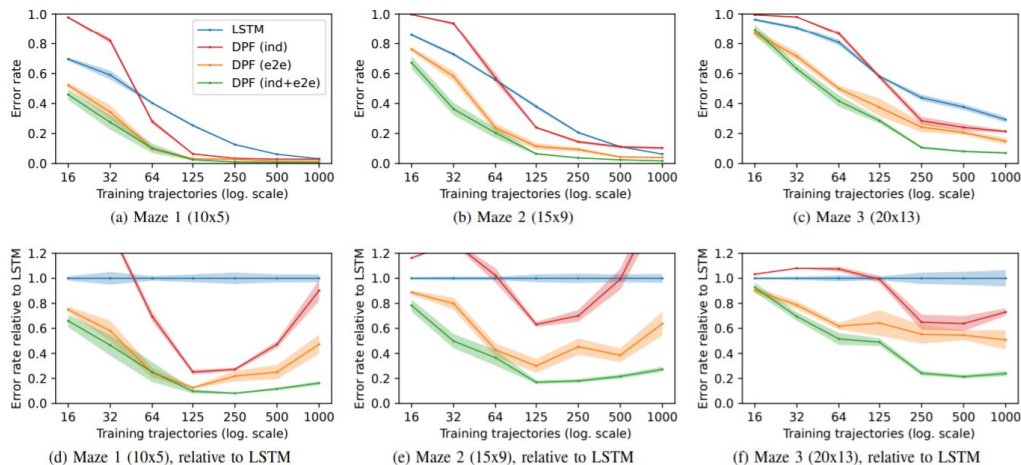 1.0
0.8
0.6
0.4
0.2
0.0
Error rate
LSTM
DPF (ind)
DPF (e2e)
DPF (ind+e2e)
16 32 64 125 250 500 1000
Training trajectories (log. scale)
(a) Maze 1 (10x5)
1.0
0.8
0.6
0.4
0.2
0.0
Error rate
16 32 64 125 250 500 1000
Training trajectories (log. scale)
(b) Maze 2 (15x9)
1.0
0.8
0.6
0.4
0.2
0.0
Error rate
16 32 64 125 250 500 1000
Training trajectories (log. scale)
(c) Maze 3 (20x13)
1.2
1.0
0.8
0.6
0.4
0.2
0.0
Error rate relative to LSTM
16 32 64 125 250 500 1000
Training trajectories (log. scale)
(d) Maze 1 (10x5), relative to LSTM
1.2
1.0
0.8
0.6
0.4
0.2
0.0
Error rate relative to LSTM
16 32 64 125 250 500 1000
Training trajectories (log. scale)
(e) Maze 2 (15x9), relative to LSTM
1.2
1.0
0.8
0.6
0.4
0.2
0.0
Error rate relative to LSTM
16 32 64 125 250 500 1000
Training trajectories (log. scale)
(f) Maze 3 (20x13), relative to LSTM